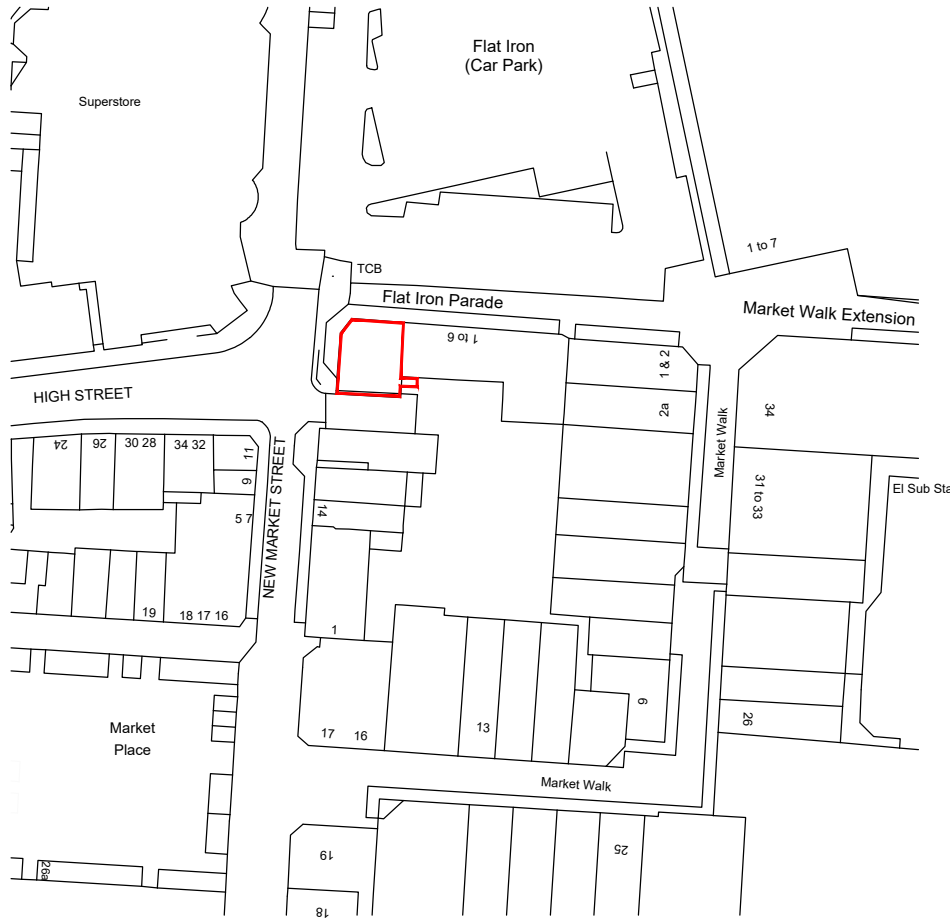 Flat Iron
(Car Park)
Superstore
1 to 7
TCB
Flat Iron Parade
Market Walk Extension
1 to 6
1 & 2
HIGH STREET
2a
34
Market Walk
24
26
30 28
34 32
11
9
31 to 33
El Sub Sta
14
5 7
NEW MARKET STREET
19
18 17 16
1
6
26
Market
Place
17
16
13
Market Walk
19
25
26a
18